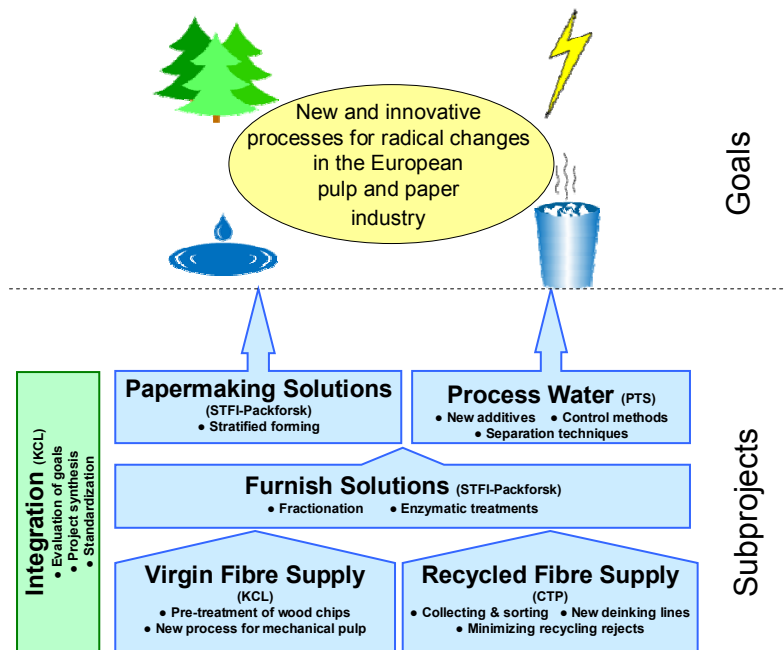 New and innovative
processes for radical changes
in the European
pulp and paper
industry
Goals
Papermaking Solutions
(STFI-Packforsk)
● Stratified forming
Process Water (PTS)
● New additives ● Control methods
● Separation techniques
Furnish Solutions (STFI-Packforsk)
● Fractionation ● Enzymatic treatments
Virgin Fibre Supply
(KCL)
● Pre-treatment of wood chips
● New process for mechanical pulp
Recycled Fibre Supply
(CTP)
● Collecting & sorting ● New deinking lines
● Minimizing recycling rejects
Integration (KCL)
● Evaluation of goals
● Project synthesis
● Standardization
Subprojects